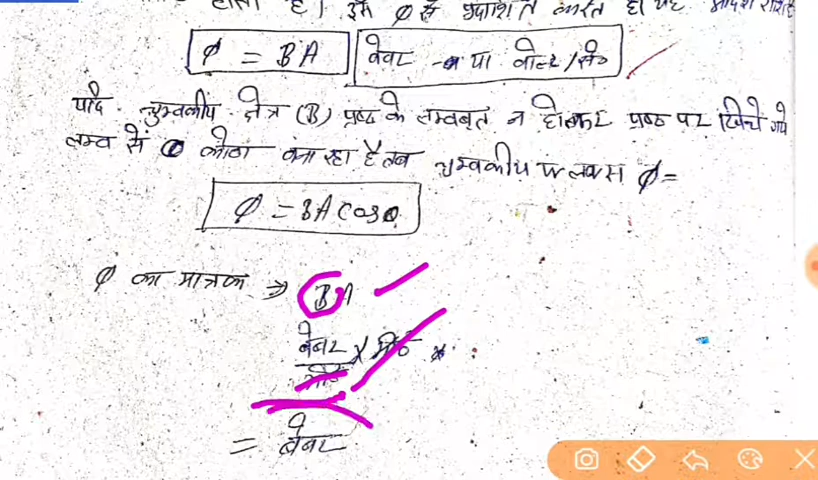 होता है। इसे φ से प्रदर्शित करते हैं यह
φ = BA वेबर या वोल्ट/से०
यदि चुम्बकीय क्षेत्र (B) पृष्ठ के लम्बवत् न होकर पृष्ठ पर खिंचे गये
लम्ब से θ कोण बना रहा है तब चुम्बकीय फ्लक्स φ=
φ = BA cosθ
φ का मात्रक ⇒ BA
वेबर/मी² × मी²
= वेबर